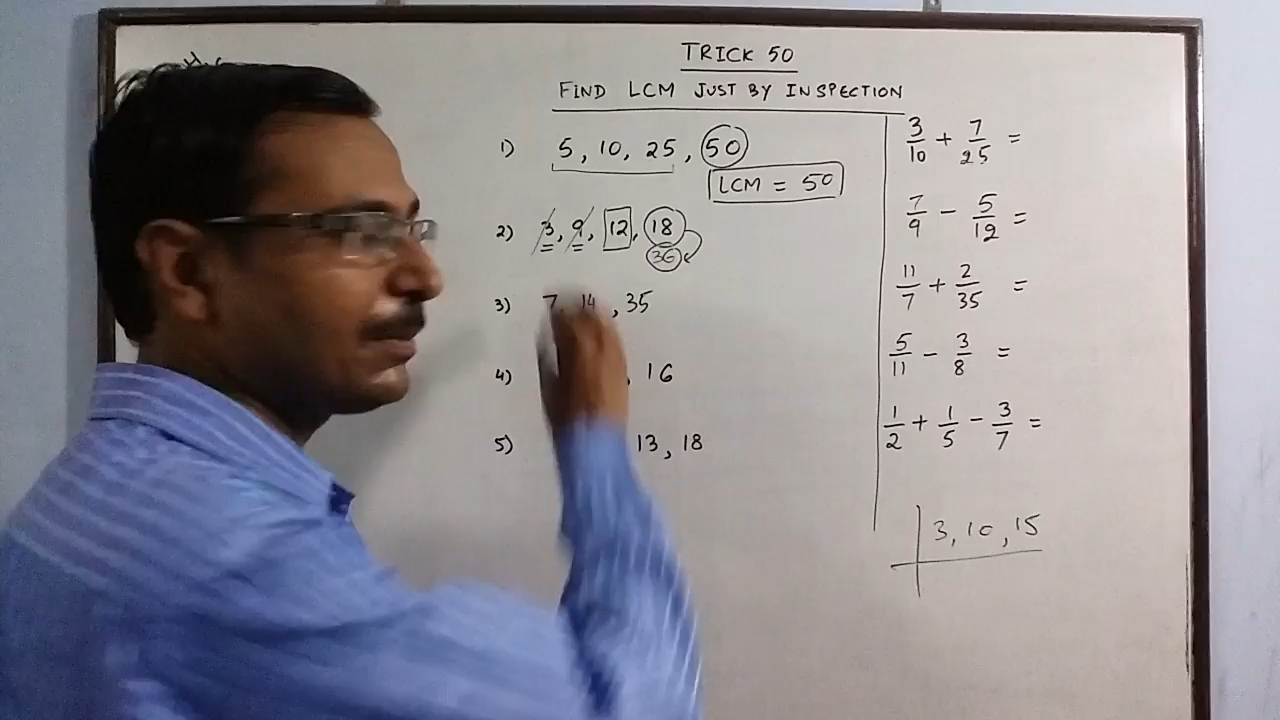 TRICK 50
FIND LCM JUST BY INSPECTION
1) 5, 10, 25, 50
LCM = 50
2) 3, 9, 12, 18
36
3) 7, 14, 35
4) , 16
5) 13, 18
3/10 + 7/25 =
7/9 - 5/12 =
11/7 + 2/35 =
5/11 - 3/8 =
1/2 + 1/5 - 3/7 =
3, 10, 15